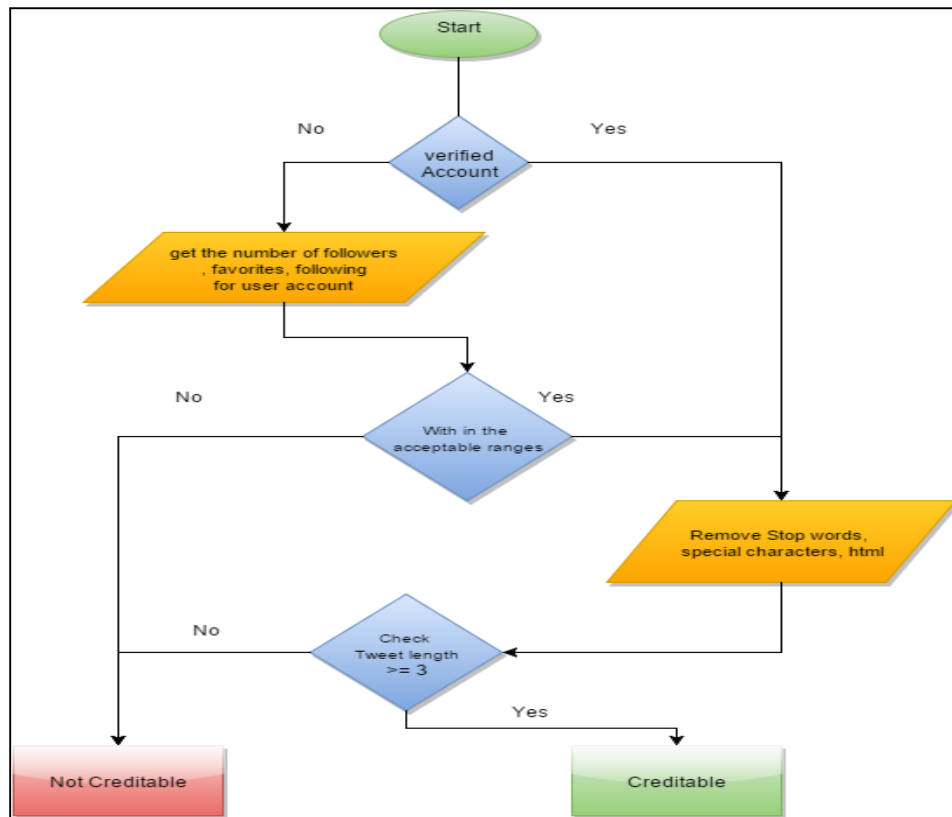 Start
No
Yes
verified
Account
get the number of followers
, favorites, following
for user account
No
Yes
With in the
acceptable ranges
Remove Stop words,
special characters, html
No
Check
Tweet length
>= 3
Yes
Not Creditable
Creditable